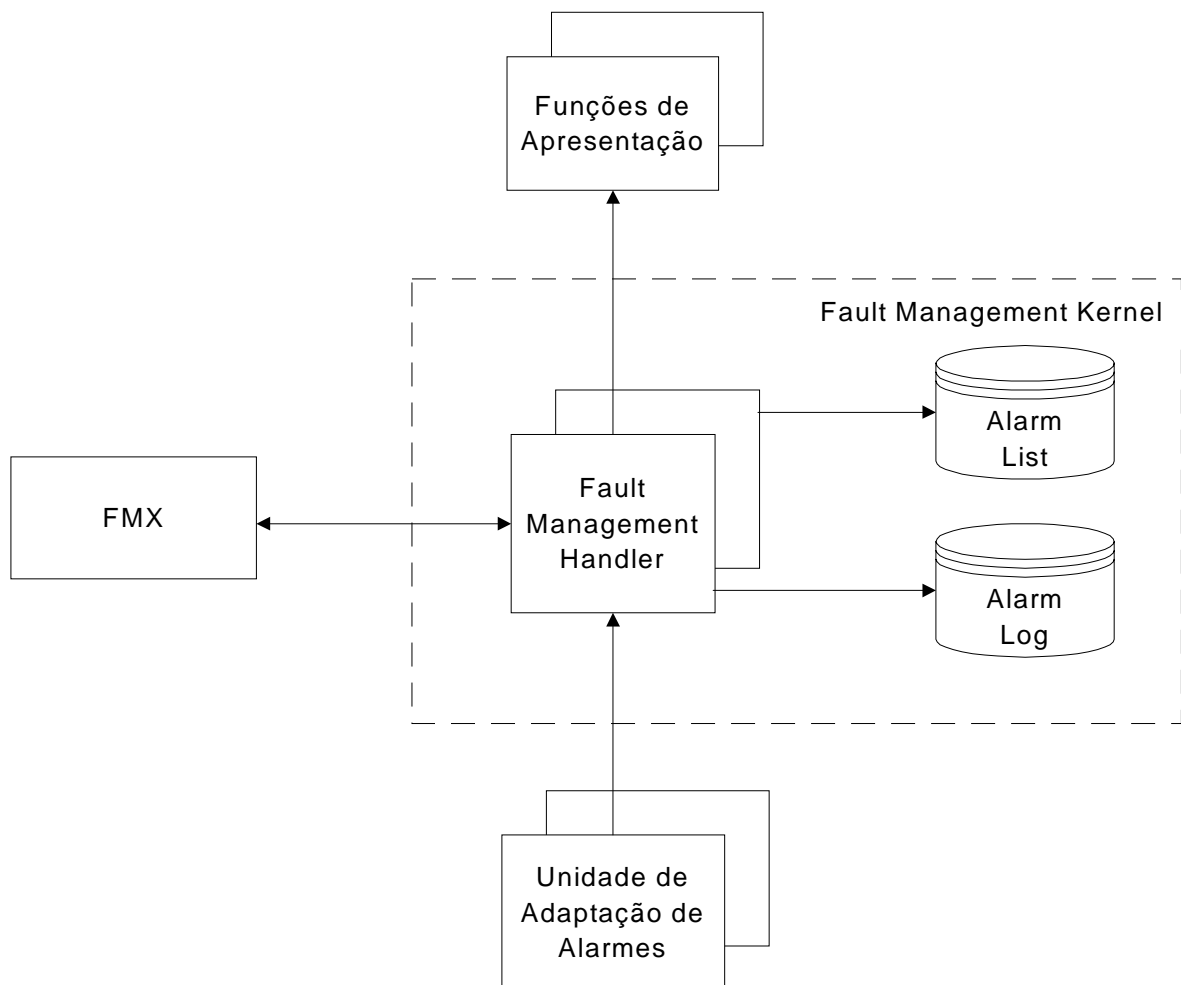 Funções de
Apresentação
Fault Management Kernel
Alarm
List
FMX
Fault
Management
Handler
Alarm
Log
Unidade de
Adaptação de
Alarmes